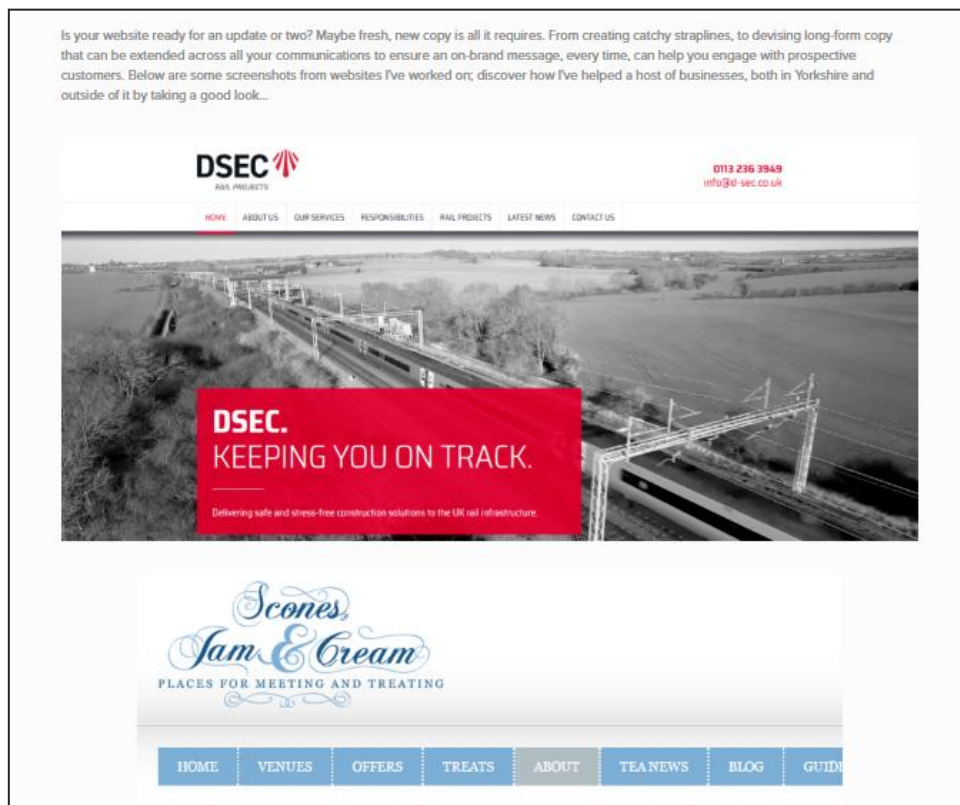 Is your website ready for an update or two? Maybe fresh, new copy is all it requires. From creating catchy straplines, to devising long-form copy
that can be extended across all your communications to ensure an on-brand message, every time, can help you engage with prospective
customers. Below are some screenshots from websites I've worked on; discover how I've helped a host of businesses, both in Yorkshire and
outside of it by taking a good look...
DSEC
RAIL PROJECTS
0113 236 3949
info@d-sec.co.uk
HOME ABOUT US OUR SERVICES RESPONSIBILITIES RAIL PROJECTS LATEST NEWS CONTACT US
DSEC.
KEEPING YOU ON TRACK.
Delivering safe and stress-free construction solutions to the UK rail infrastructure.
Scones,
Jam & Cream
PLACES FOR MEETING AND TREATING
HOME VENUES OFFERS TREATS ABOUT TEA NEWS BLOG